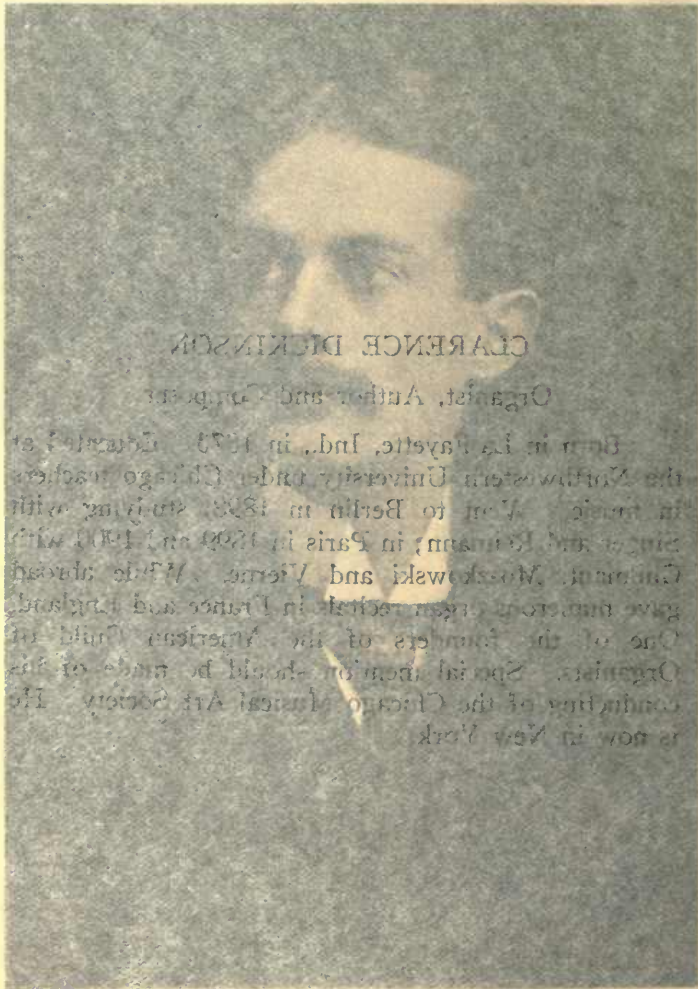 CLARENCE DICKINSON
Organist, Author and Composer
Born in La Fayette, Ind., in 1873. Educated at
the Northwestern University under Chicago teachers
in music. Went to Berlin in 1898, studying with
Singer and Reimann; in Paris in 1899 and 1900 with
Guilmant, Moszkowski and Vierne. While abroad
gave numerous organ recitals in France and England.
One of the founders of the American Guild of
Organists. Special mention should be made of his
conducting of the Chicago Musical Art Society. He
is now in New York.